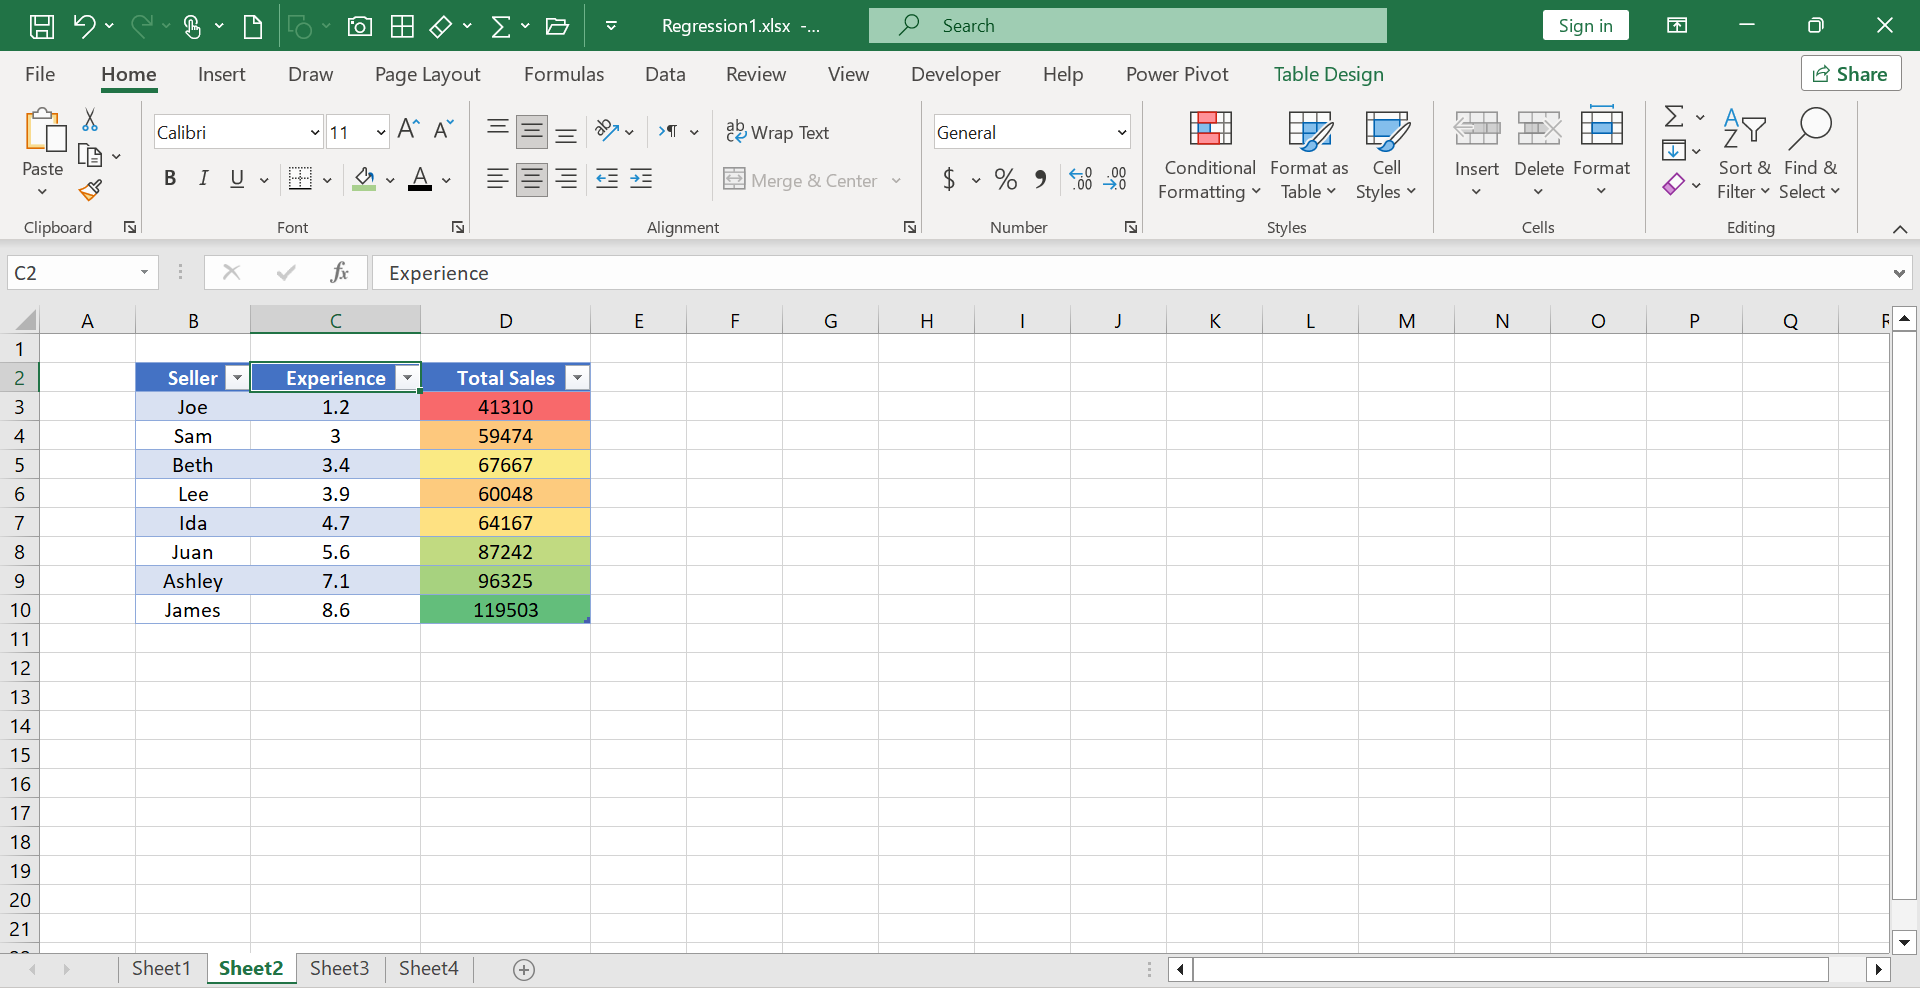 Regression1.xlsx -... Search Sign in
File Home Insert Draw Page Layout Formulas Data Review View Developer Help Power Pivot Table Design Share
Paste
Calibri 11
B I U A
ab Wrap Text
Merge & Center
General
$ % 9 .00
Conditional Formatting
Format as Table
Cell Styles
Insert Delete Format
Sort & Filter
Find & Select
Clipboard Font Alignment Number Styles Cells Editing
C2 fx Experience
A B C D E F G H I J K L M N O P Q R
1
2 Seller Experience Total Sales
3 Joe 1.2 41310
4 Sam 3 59474
5 Beth 3.4 67667
6 Lee 3.9 60048
7 Ida 4.7 64167
8 Juan 5.6 87242
9 Ashley 7.1 96325
10 James 8.6 119503
11
12
13
14
15
16
17
18
19
20
21
Sheet1 Sheet2 Sheet3 Sheet4